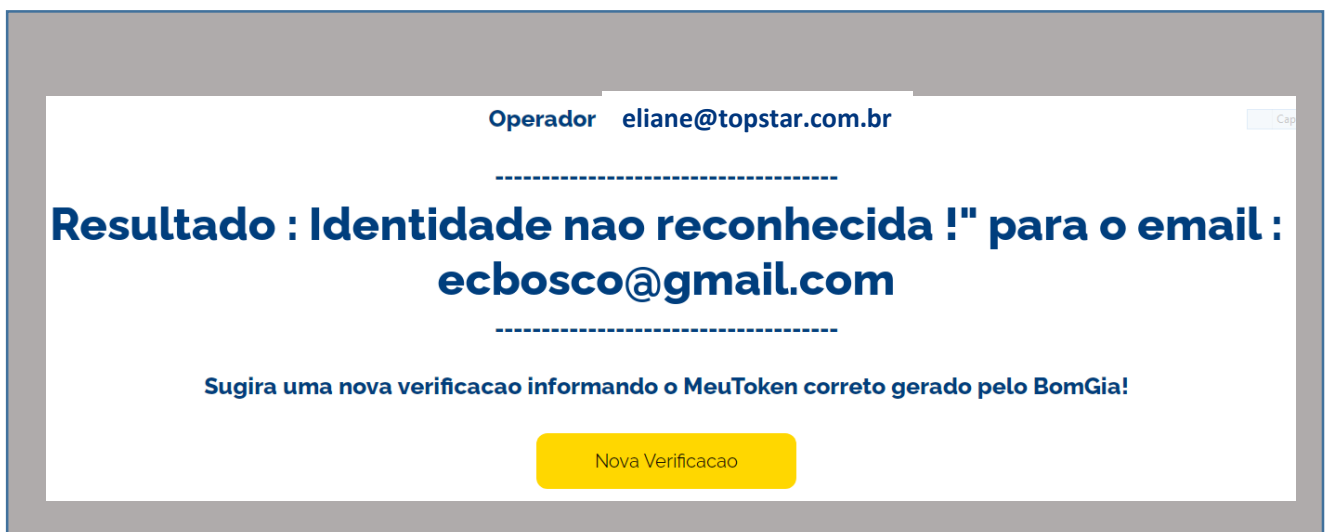 Operador eliane@topstar.com.br
Cap
------------------------------------
Resultado : Identidade nao reconhecida !" para o email :
ecbosco@gmail.com
------------------------------------
Sugira uma nova verificacao informando o MeuToken correto gerado pelo BomGia!
Nova Verificacao